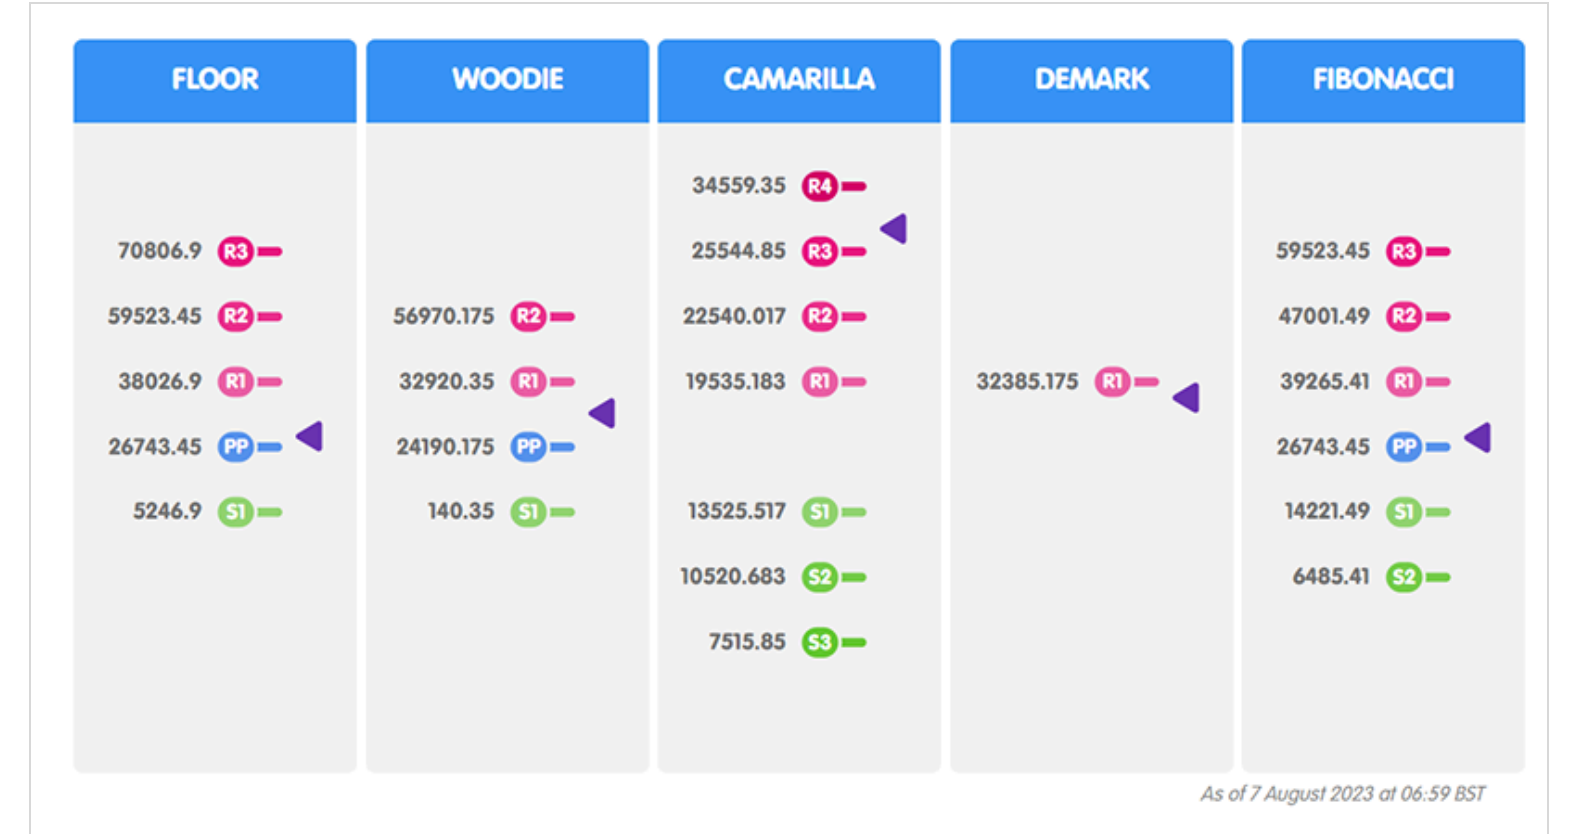 FLOOR WOODIE CAMARILLA DEMARK FIBONACCI
34559.35 R4
70806.9 R3 25544.85 R3 59523.45 R3
59523.45 R2 56970.175 R2 22540.017 R2 47001.49 R2
38026.9 R1 32920.35 R1 19535.183 R1 32385.175 R1 39265.41 R1
26743.45 PP 24190.175 PP 26743.45 PP
5246.9 S1 140.35 S1 13525.517 S1 14221.49 S1
10520.683 S2 6485.41 S2
7515.85 S3
As of 7 August 2023 at 06:59 BST